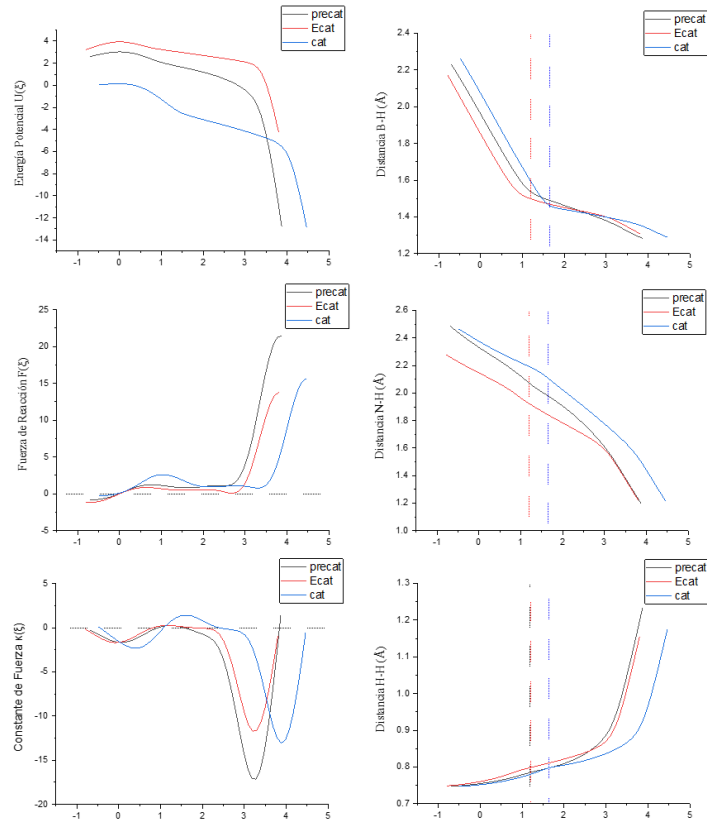 precat
Ecat
cat
Energía Potencial U(ξ)
4
2
0
-2
-4
-6
-8
-10
-12
-14
-1 0 1 2 3 4 5
precat
Ecat
cat
Distancia B-H (Å)
2.4
2.2
2.0
1.8
1.6
1.4
1.2
-1 0 1 2 3 4 5
precat
Ecat
cat
Fuerza de Reacción F(ξ)
25
20
15
10
5
0
-5
-1 0 1 2 3 4 5
precat
Ecat
cat
Distancia N-H (Å)
2.6
2.4
2.2
2.0
1.8
1.6
1.4
1.2
1.0
-1 0 1 2 3 4 5
precat
Ecat
cat
Constante de Fuerza κ(ξ)
5
0
-5
-10
-15
-20
-1 0 1 2 3 4 5
precat
Ecat
cat
Distancia H-H (Å)
1.3
1.2
1.1
1.0
0.9
0.8
0.7
-1 0 1 2 3 4 5